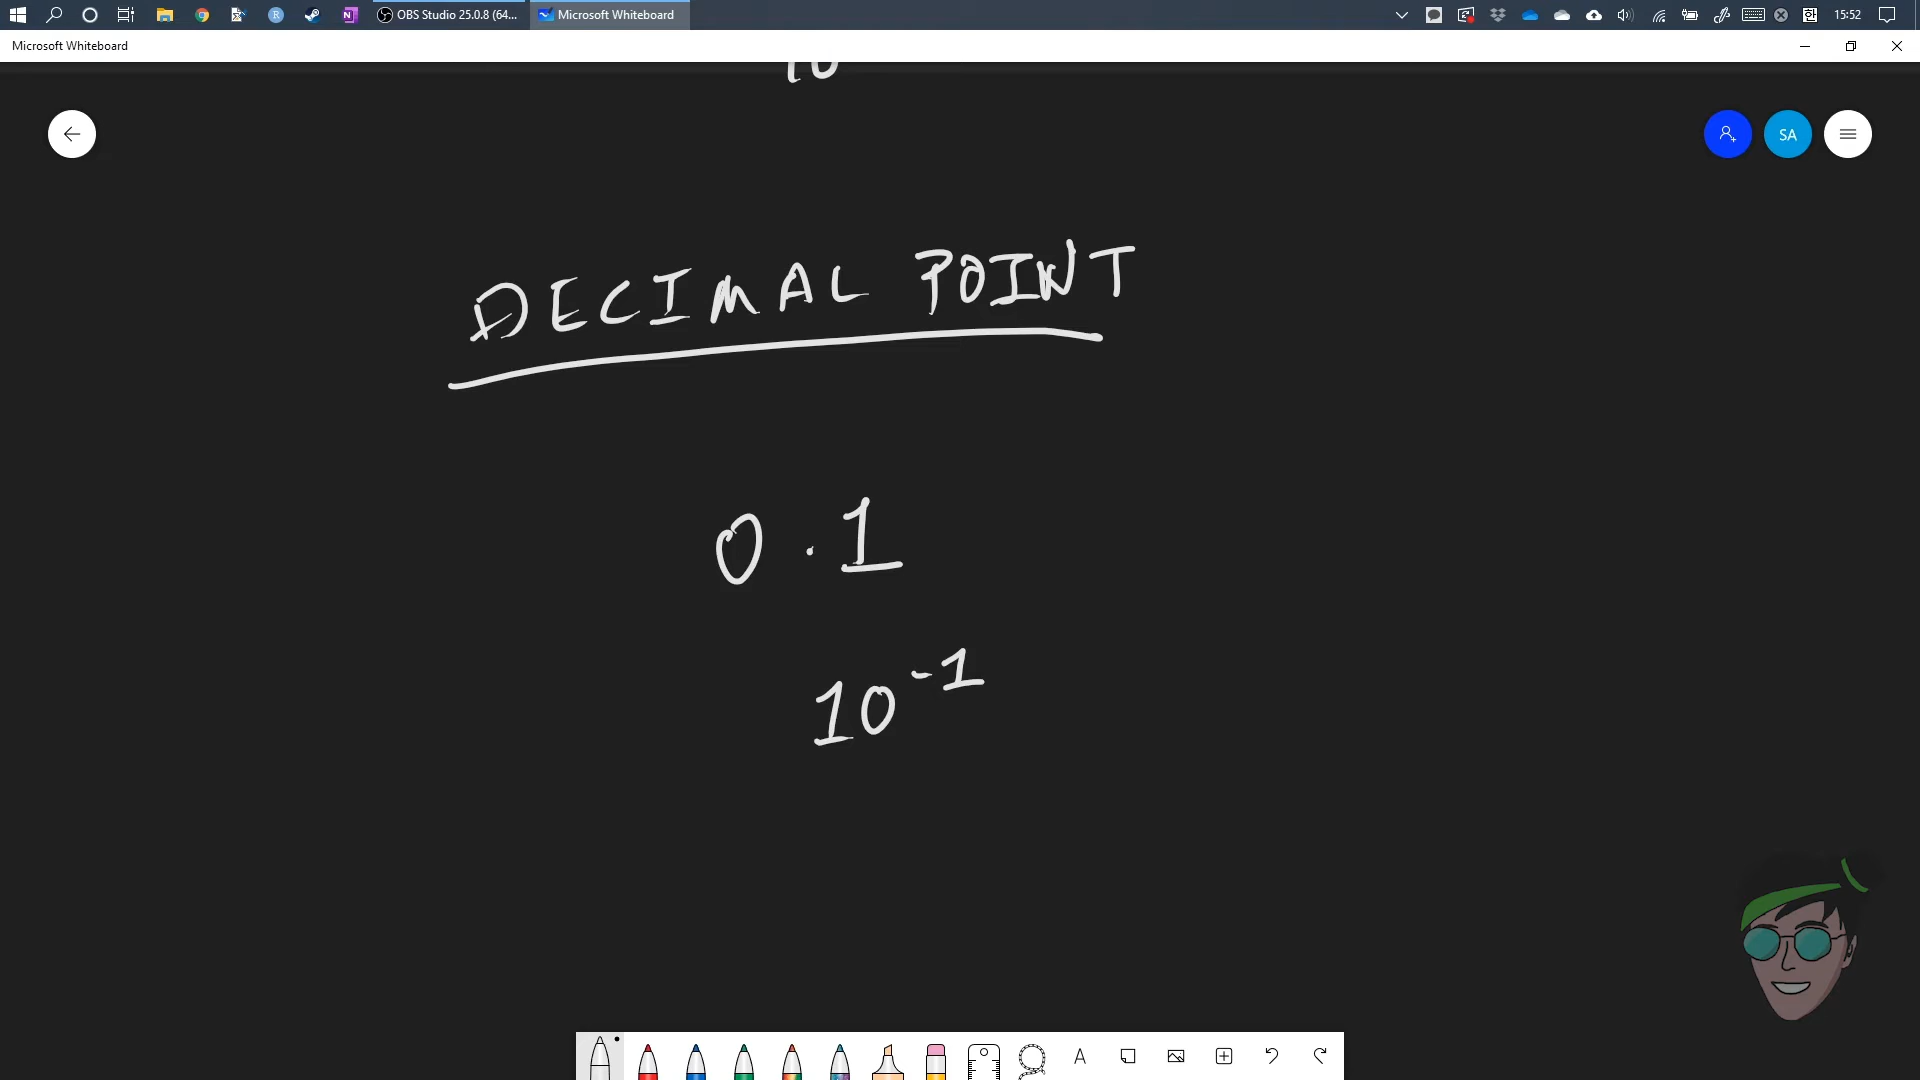 OBS Studio 25.0.8 (64... Microsoft Whiteboard 15:52
Microsoft Whiteboard
10
SA
DECIMAL POINT
0.1
10⁻¹